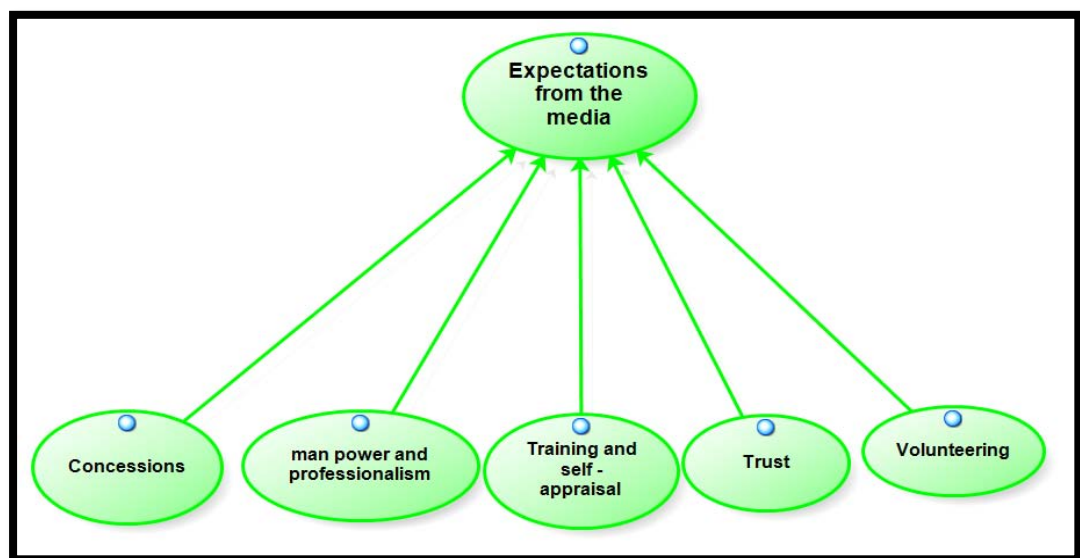 Expectations
from the
media
Concessions
man power and
professionalism
Training and
self -
appraisal
Trust
Volunteering